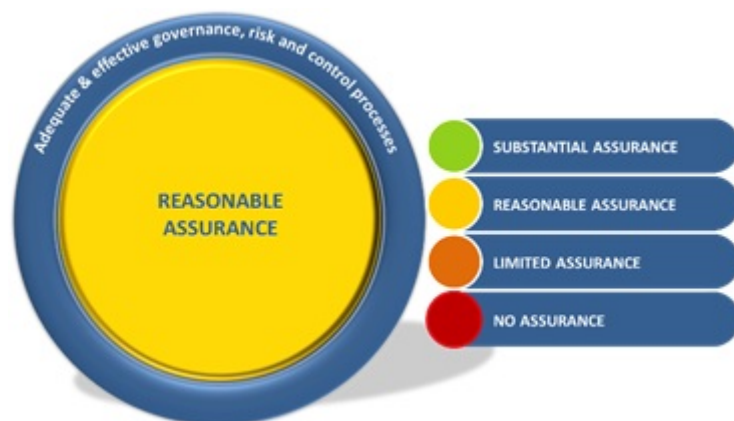 Adequate & effective governance, risk and control processes
REASONABLE
ASSURANCE
SUBSTANTIAL ASSURANCE
REASONABLE ASSURANCE
LIMITED ASSURANCE
NO ASSURANCE